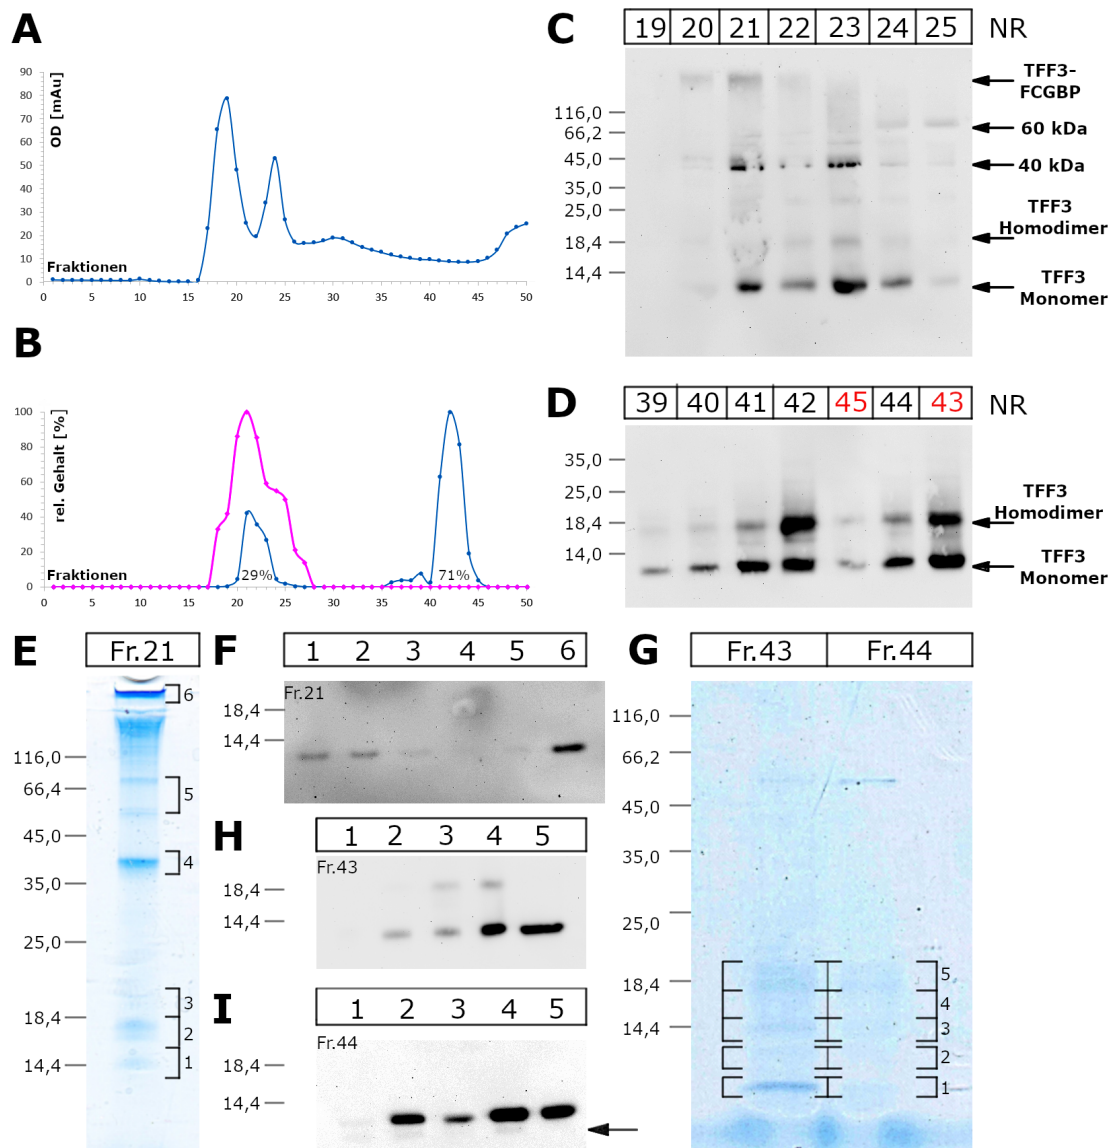 A
OD [mAu]
90
80
70
60
50
40
30
20
10
0
Fraktionen
0 5 10 15 20 25 30 35 40 45 50
B
rel. Gehalt [%]
100
80
60
40
20
0
Fraktionen
29%
71%
0 5 10 15 20 25 30 35 40 45 50
C
19 20 21 22 23 24 25 NR
116,0
66,2
45,0
35,0
25,0
18,4
14,4
TFF3-
FCGBP
60 kDa
40 kDa
TFF3
Homodimer
TFF3
Monomer
D
39 40 41 42 45 44 43 NR
35,0
25,0
18,4
14,0
TFF3
Homodimer
TFF3
Monomer
E
Fr.21
116,0
66,4
45,0
35,0
25,0
18,4
14,4
6
5
4
3
2
1
F
1 2 3 4 5 6
Fr.21
18,4
14,4
H
1 2 3 4 5
Fr.43
18,4
14,4
I
1 2 3 4 5
Fr.44
18,4
14,4
G
Fr.43 Fr.44
116,0
66,2
45,0
35,0
25,0
18,4
14,4
5
4
3
2
1